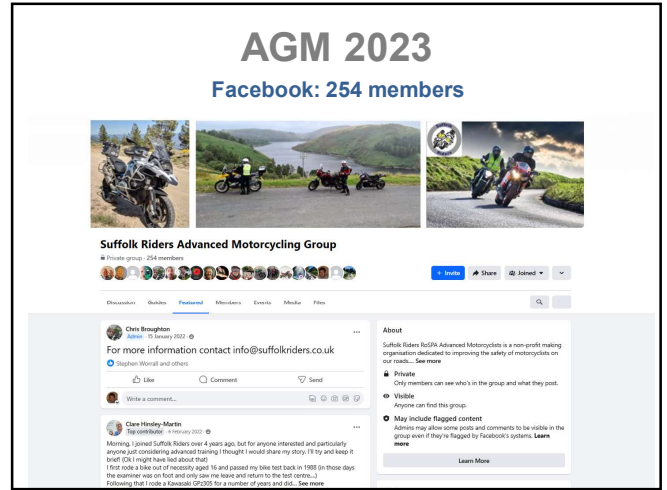 AGM 2023
Facebook: 254 members
Suffolk Riders Advanced Motorcycling Group
Private group · 254 members
+ Invite
Share
Joined
Discussion Guides Featured Members Events Media Files
Chris Broughton
Admin · 15 January 2022 ·
For more information contact info@suffolkriders.co.uk
Stephen Worrall and others
Like Comment Send
Write a comment...
Clare Hinsley-Martin
Top contributor · 6 February 2022 ·
Morning, I joined Suffolk Riders over 4 years ago, but for anyone interested and particularly
anyone just considering advanced training I thought I would share my story. I'll try and keep it
brief! (Ok I might have lied about that)
I first rode a bike out of necessity aged 16 and passed my bike test back in 1988 (in those days
the examiner was on foot and only saw me leave and return to the test centre....)
Following that I rode a Kawasaki GPz305 for a number of years and did... See more
About
Suffolk Riders RoSPA Advanced Motorcyclists is a non-profit making
organisation dedicated to improving the safety of motorcyclists on
our roads.... See more
Private
Only members can see who's in the group and what they post.
Visible
Anyone can find this group.
May include flagged content
Admins may allow some posts and comments to be visible in the
group even if they're flagged by Facebook's systems. Learn
more
Learn More